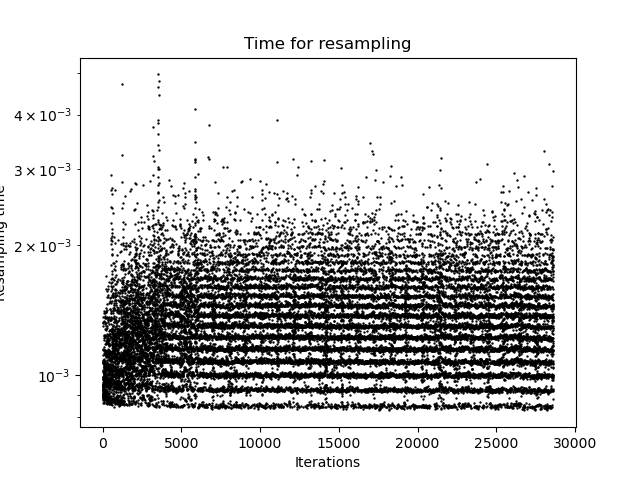 Time for resampling
4 × 10⁻³
3 × 10⁻³
2 × 10⁻³
10⁻³
Resampling time
0 5000 10000 15000 20000 25000 30000
Iterations